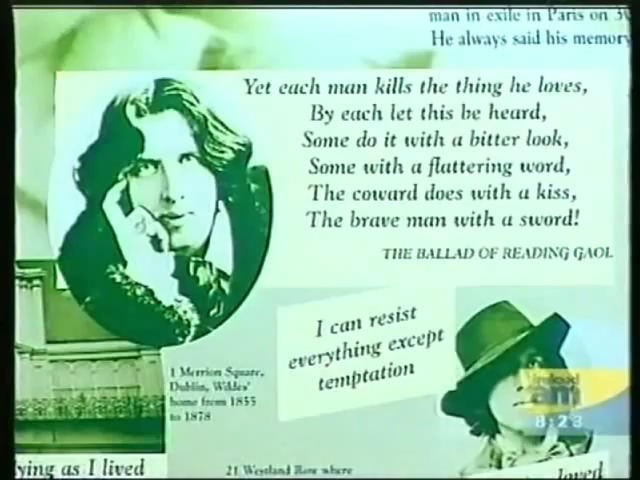 man in exile in Paris on 30
He always said his memory
Yet each man kills the thing he loves,
By each let this be heard,
Some do it with a bitter look,
Some with a flattering word,
The coward does with a kiss,
The brave man with a sword!
THE BALLAD OF READING GAOL
I can resist
everything except
temptation
1 Merrion Square,
Dublin, Wildes'
home from 1855
to 1878
am
8:23
ying as I lived
21 Westland Row where
loved